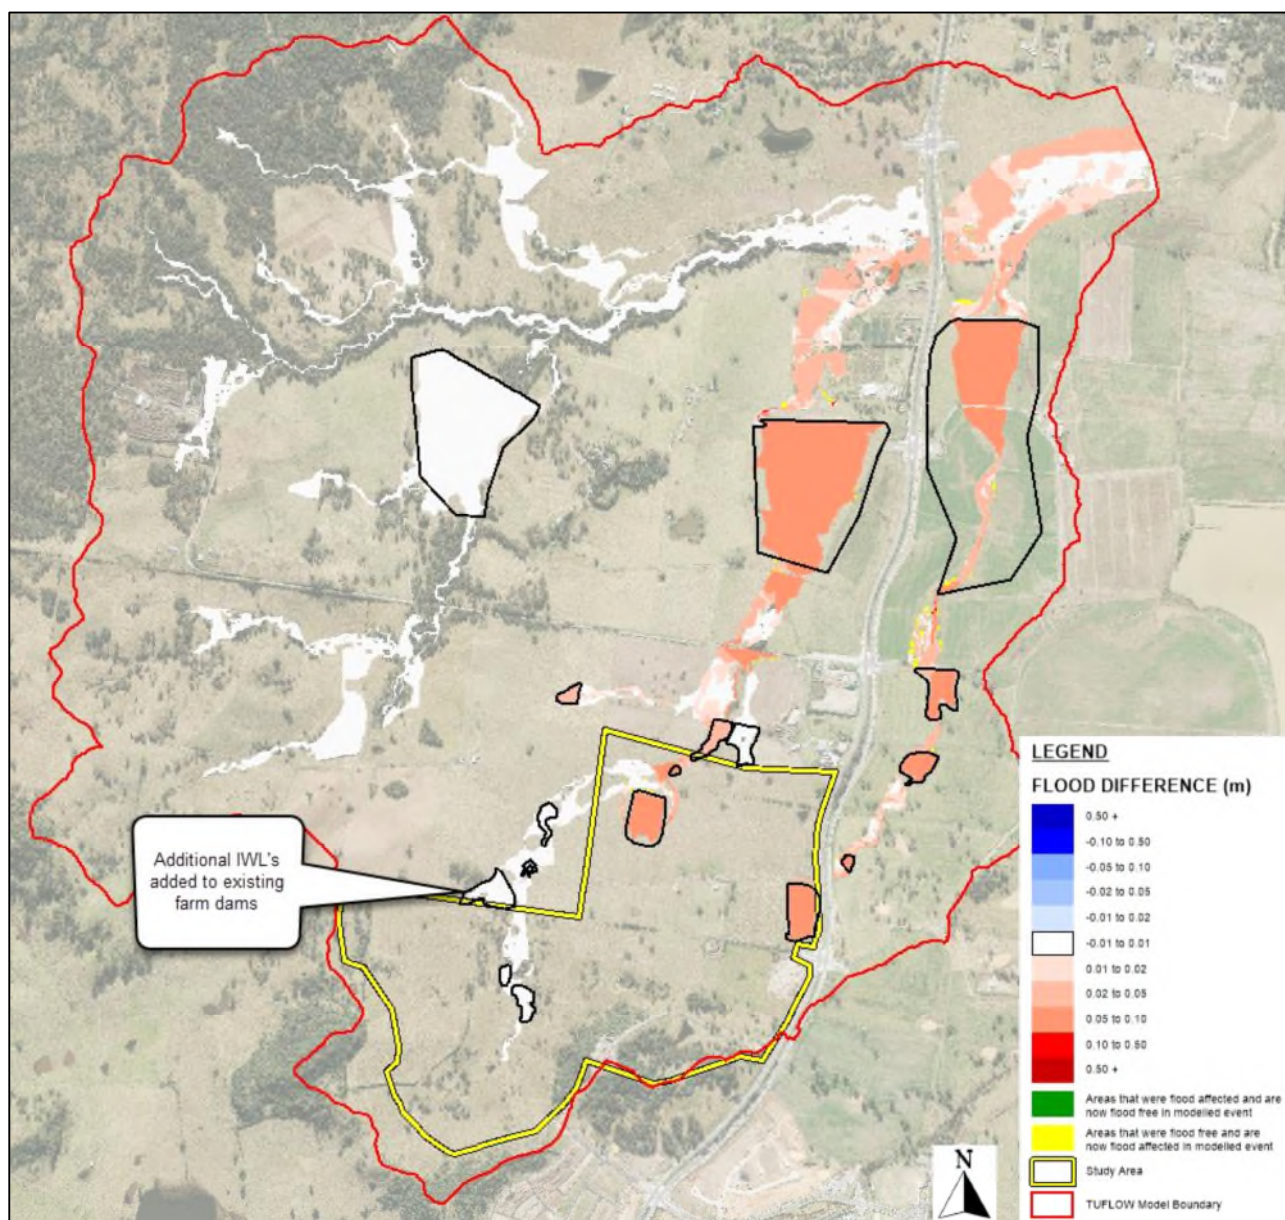 Additional IWL's
added to existing
farm dams
LEGEND
FLOOD DIFFERENCE (m)
0.50 +
-0.10 to 0.50
-0.05 to 0.10
-0.02 to 0.05
-0.01 to 0.02
-0.01 to 0.01
0.01 to 0.02
0.02 to 0.05
0.05 to 0.10
0.10 to 0.50
0.50 +
Areas that were flood affected and are
now flood free in modelled event
Areas that were flood free and are
now flood affected in modelled event
Study Area
TUFLOW Model Boundary
N